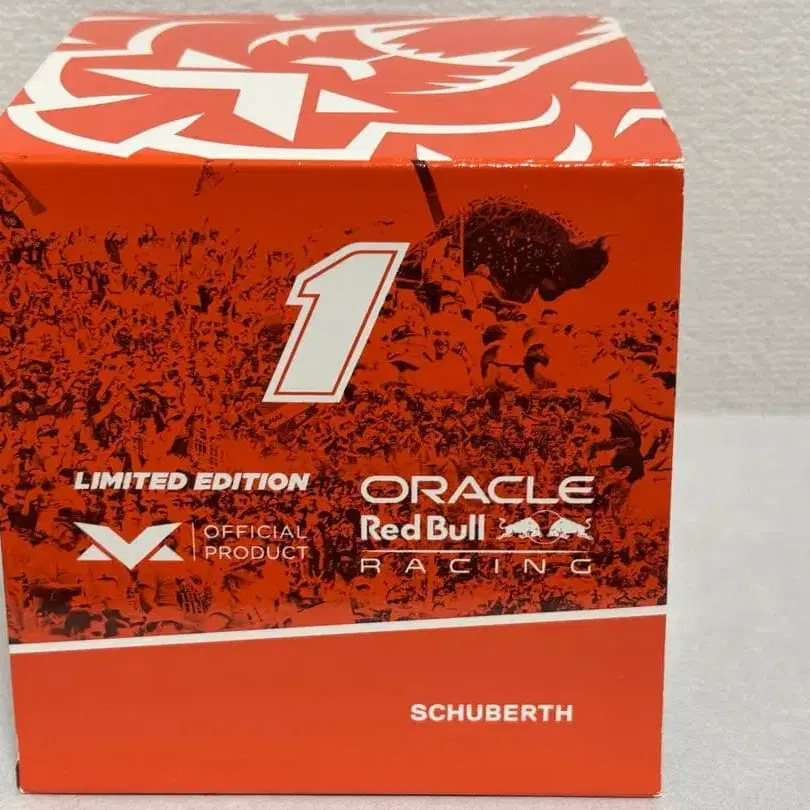 1
LIMITED EDITION
OFFICIAL
PRODUCT
ORACLE
Red Bull
RACING
SCHUBERTH